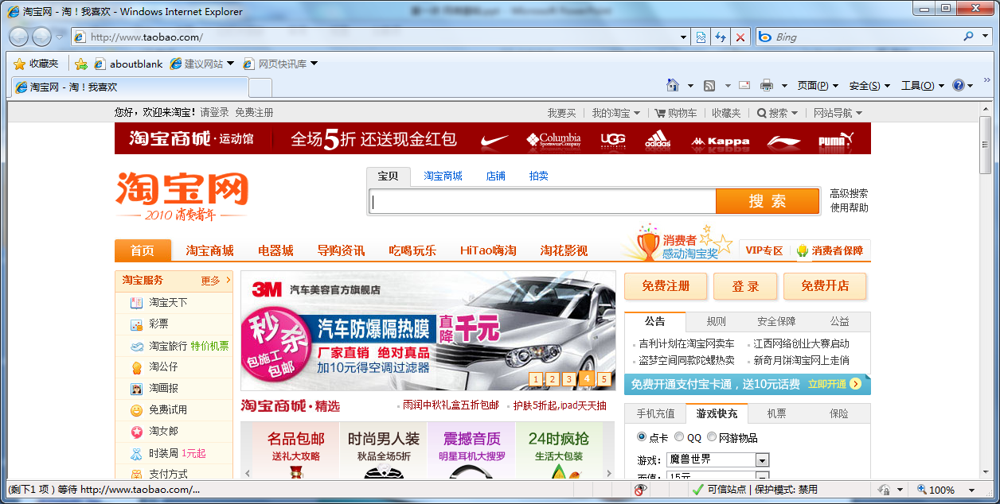 淘宝网 - 淘！我喜欢 - Windows Internet Explorer
http://www.taobao.com/
Bing
收藏夹 aboutblank 建议网站 网页快讯库
淘宝网 - 淘！我喜欢
页面(P) 安全(S) 工具(O)
您好，欢迎来淘宝！请登录 免费注册
我要买 我的淘宝 购物车 收藏夹 搜索 网站导航
淘宝商城·运动馆 全场5折 还送现金红包 Columbia Sportswear Company UGG AUSTRALIA adidas Kappa PUMA
淘宝网
2010 消费者年
宝贝 淘宝商城 店铺 拍卖
搜 索
高级搜索
使用帮助
首页 淘宝商城 电器城 导购资讯 吃喝玩乐 HiTao嗨淘 淘花影视
消费者
感动淘宝奖
VIP专区 消费者保障
淘宝服务 更多
淘宝天下
彩票
淘宝旅行 特价机票
淘公仔
淘画报
免费试用
淘女郎
时装周 1元起
支付方式
3M 汽车美容官方旗舰店
秒杀
包施工
包邮
汽车防爆隔热膜 直降千元
厂家直销 绝对真品
加10元得空调过滤器
1 2 3 4 5
淘宝商城·精选
雨润中秋礼盒五折包邮 护肤5折起,ipad天天抽
名品包邮 时尚男人装 震撼音质 24时疯抢
送礼大攻略 秋品全场5折 明星耳机大搜罗 生活大包装
免费注册 登 录 免费开店
公告 规则 安全保障 公益
吉利计划在淘宝网卖车 江西网络创业大赛启动
盗梦空间同款陀螺热卖 新奇月饼淘宝网上走俏
免费开通支付宝卡通，送10元话费 立即开通
手机充值 游戏快充 机票 保险
点卡 QQ 网游物品
游戏： 魔兽世界
面值： 15元
(剩下1 项 ) 等待 http://www.taobao.com/...
可信站点 | 保护模式: 禁用
100%